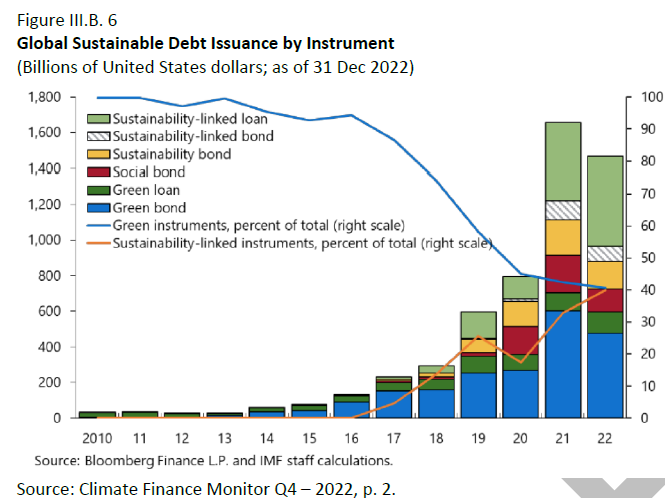 Figure III.B. 6
Global Sustainable Debt Issuance by Instrument
(Billions of United States dollars; as of 31 Dec 2022)
1,800 100
1,600 90
1,400 80
1,200 70
1,000 60
800 50
600 40
400 30
200 20
0 10
0
Sustainability-linked loan
Sustainability-linked bond
Sustainability bond
Social bond
Green loan
Green bond
Green instruments, percent of total (right scale)
Sustainability-linked instruments, percent of total (right scale)
2010 11 12 13 14 15 16 17 18 19 20 21 22
Source: Bloomberg Finance L.P. and IMF staff calculations.
Source: Climate Finance Monitor Q4 – 2022, p. 2.